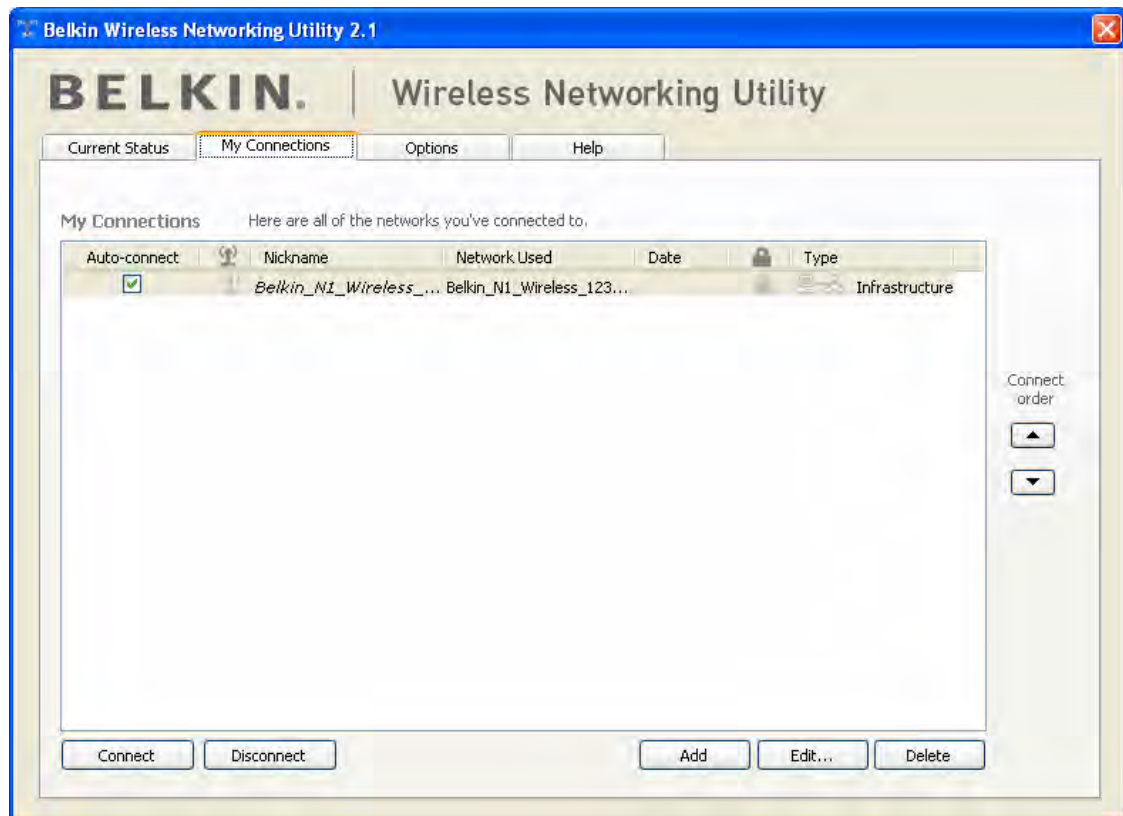 Belkin Wireless Networking Utility 2.1
BELKIN. Wireless Networking Utility
Current Status My Connections Options Help
My Connections Here are all of the networks you've connected to.
Auto-connect Nickname Network Used Date Type
Belkin_N1_Wireless_... Belkin_N1_Wireless_123... Infrastructure
Connect
order
Connect Disconnect Add Edit... Delete